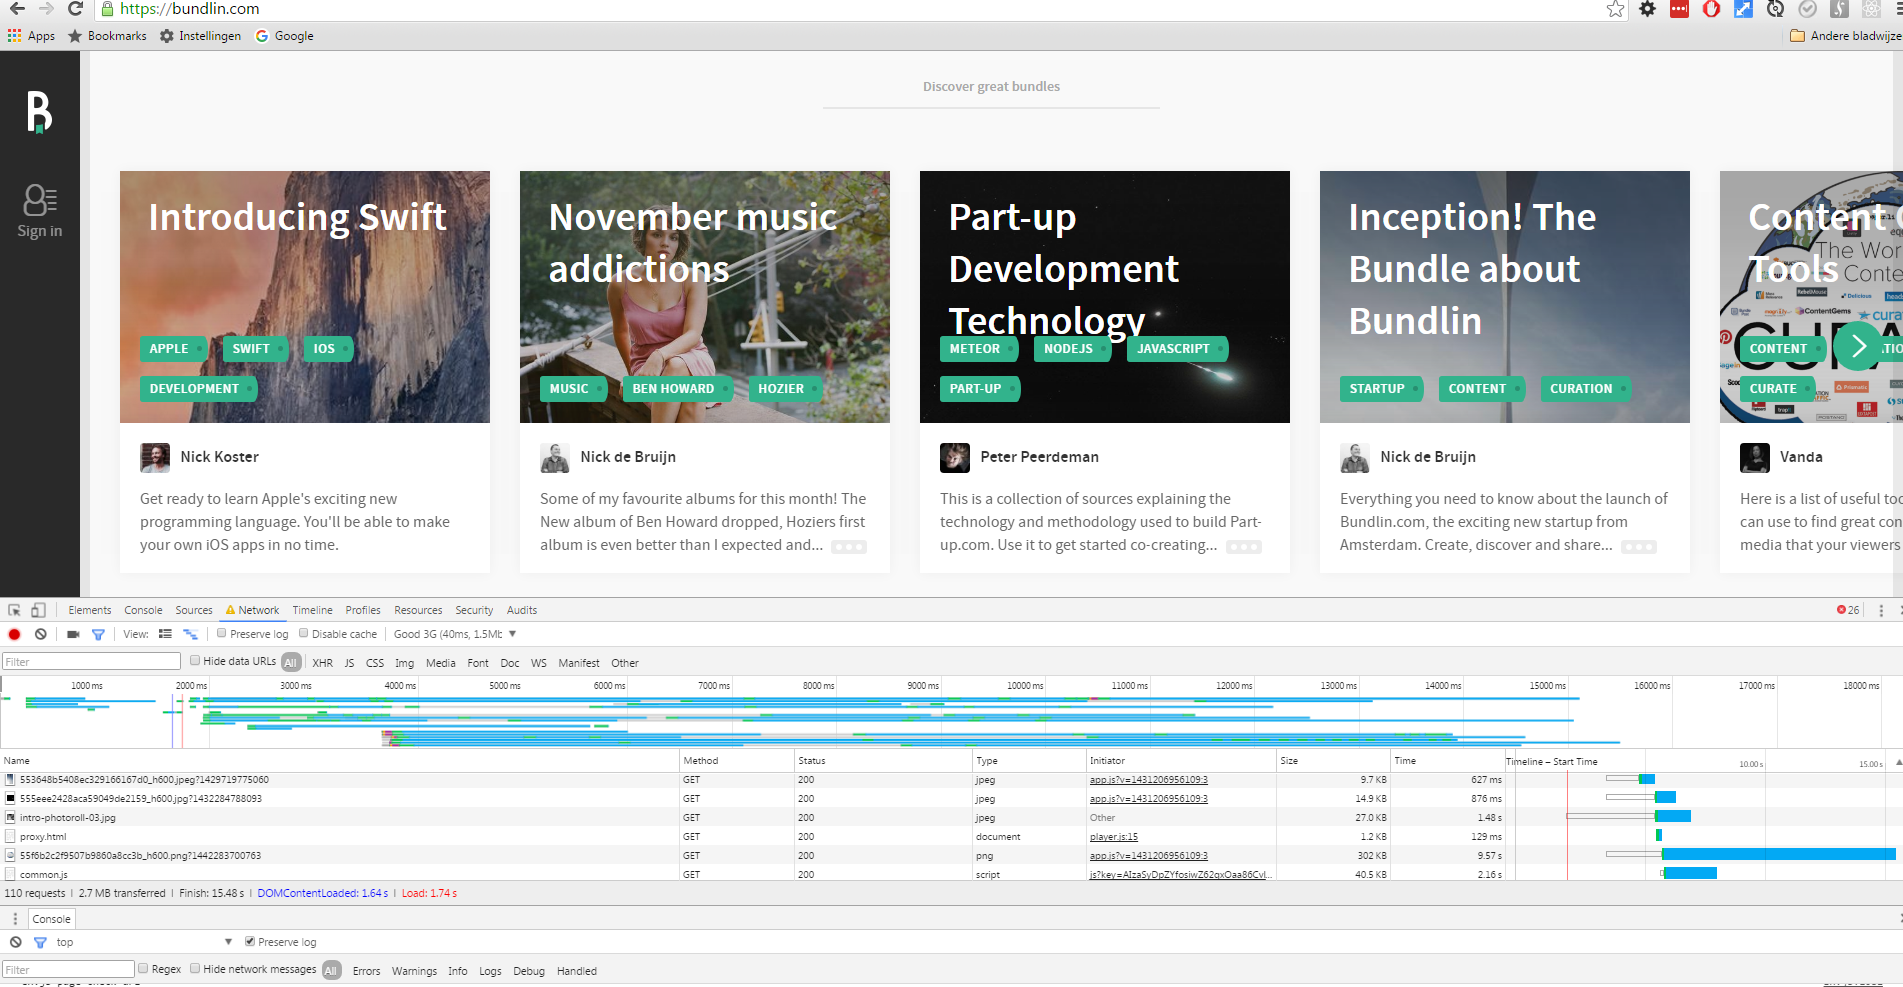 https://bundlin.com
Apps Bookmarks Instellingen Google Andere bladwijze
Discover great bundles
B
Sign in
Introducing Swift
APPLE SWIFT IOS
DEVELOPMENT
Nick Koster
Get ready to learn Apple's exciting new
programming language. You'll be able to make
your own iOS apps in no time.
November music
addictions
MUSIC BEN HOWARD HOZIER
Nick de Bruijn
Some of my favourite albums for this month! The
New album of Ben Howard dropped, Hoziers first
album is even better than I expected and...
Part-up
Development
Technology
METEOR NODEJS JAVASCRIPT
PART-UP
Peter Peerdeman
This is a collection of sources explaining the
technology and methodology used to build Part-
up.com. Use it to get started co-creating...
Inception! The
Bundle about
Bundlin
STARTUP CONTENT CURATION
Nick de Bruijn
Everything you need to know about the launch of
Bundlin.com, the exciting new startup from
Amsterdam. Create, discover and share...
Content
Tools
The Wor
Conte
Delicious
ContentGems
CONTENT
CURATE
Vanda
Here is a list of useful too
can use to find great con
media that your viewers
Elements Console Sources Network Timeline Profiles Resources Security Audits 26
View: Preserve log Disable cache Good 3G (40ms, 1.5Mb
Filter Hide data URLs All XHR JS CSS Img Media Font Doc WS Manifest Other
1000 ms 2000 ms 3000 ms 4000 ms 5000 ms 6000 ms 7000 ms 8000 ms 9000 ms 10000 ms 11000 ms 12000 ms 13000 ms 14000 ms 15000 ms 16000 ms 17000 ms 18000 ms
Name Method Status Type Initiator Size Time Timeline – Start Time 10.00 s 15.00 s
553648b5408ec329166167d0_h600.jpeg?1429719775060 GET 200 jpeg app.js?v=1431206956109:3 9.7 KB 627 ms
555eee2428aca59049de2159_h600.jpg?1432284788093 GET 200 jpeg app.js?v=1431206956109:3 14.9 KB 876 ms
intro-photoroll-03.jpg GET 200 jpeg Other 27.0 KB 1.48 s
proxy.html GET 200 document player.js:15 1.2 KB 129 ms
55f6b2c2f9507b9860a8cc3b_h600.png?1442283700763 GET 200 png app.js?v=1431206956109:3 302 KB 9.57 s
common.js GET 200 script js?key=AIzaSyDpZYfosiwZ62qxOaa86Cvl... 40.5 KB 2.16 s
110 requests | 2.7 MB transferred | Finish: 15.48 s | DOMContentLoaded: 1.64 s | Load: 1.74 s
Console
top Preserve log
Filter Regex Hide network messages All Errors Warnings Info Logs Debug Handled